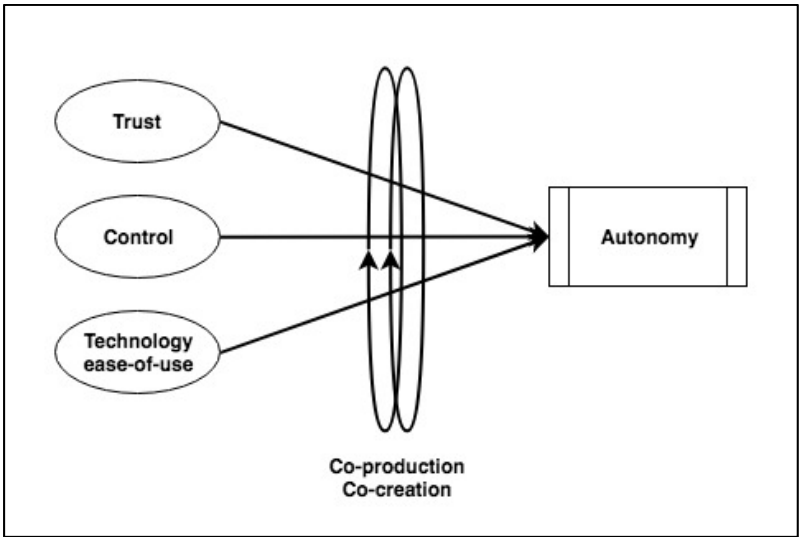 Trust
Control
Technology
ease-of-use
Autonomy
Co-production
Co-creation